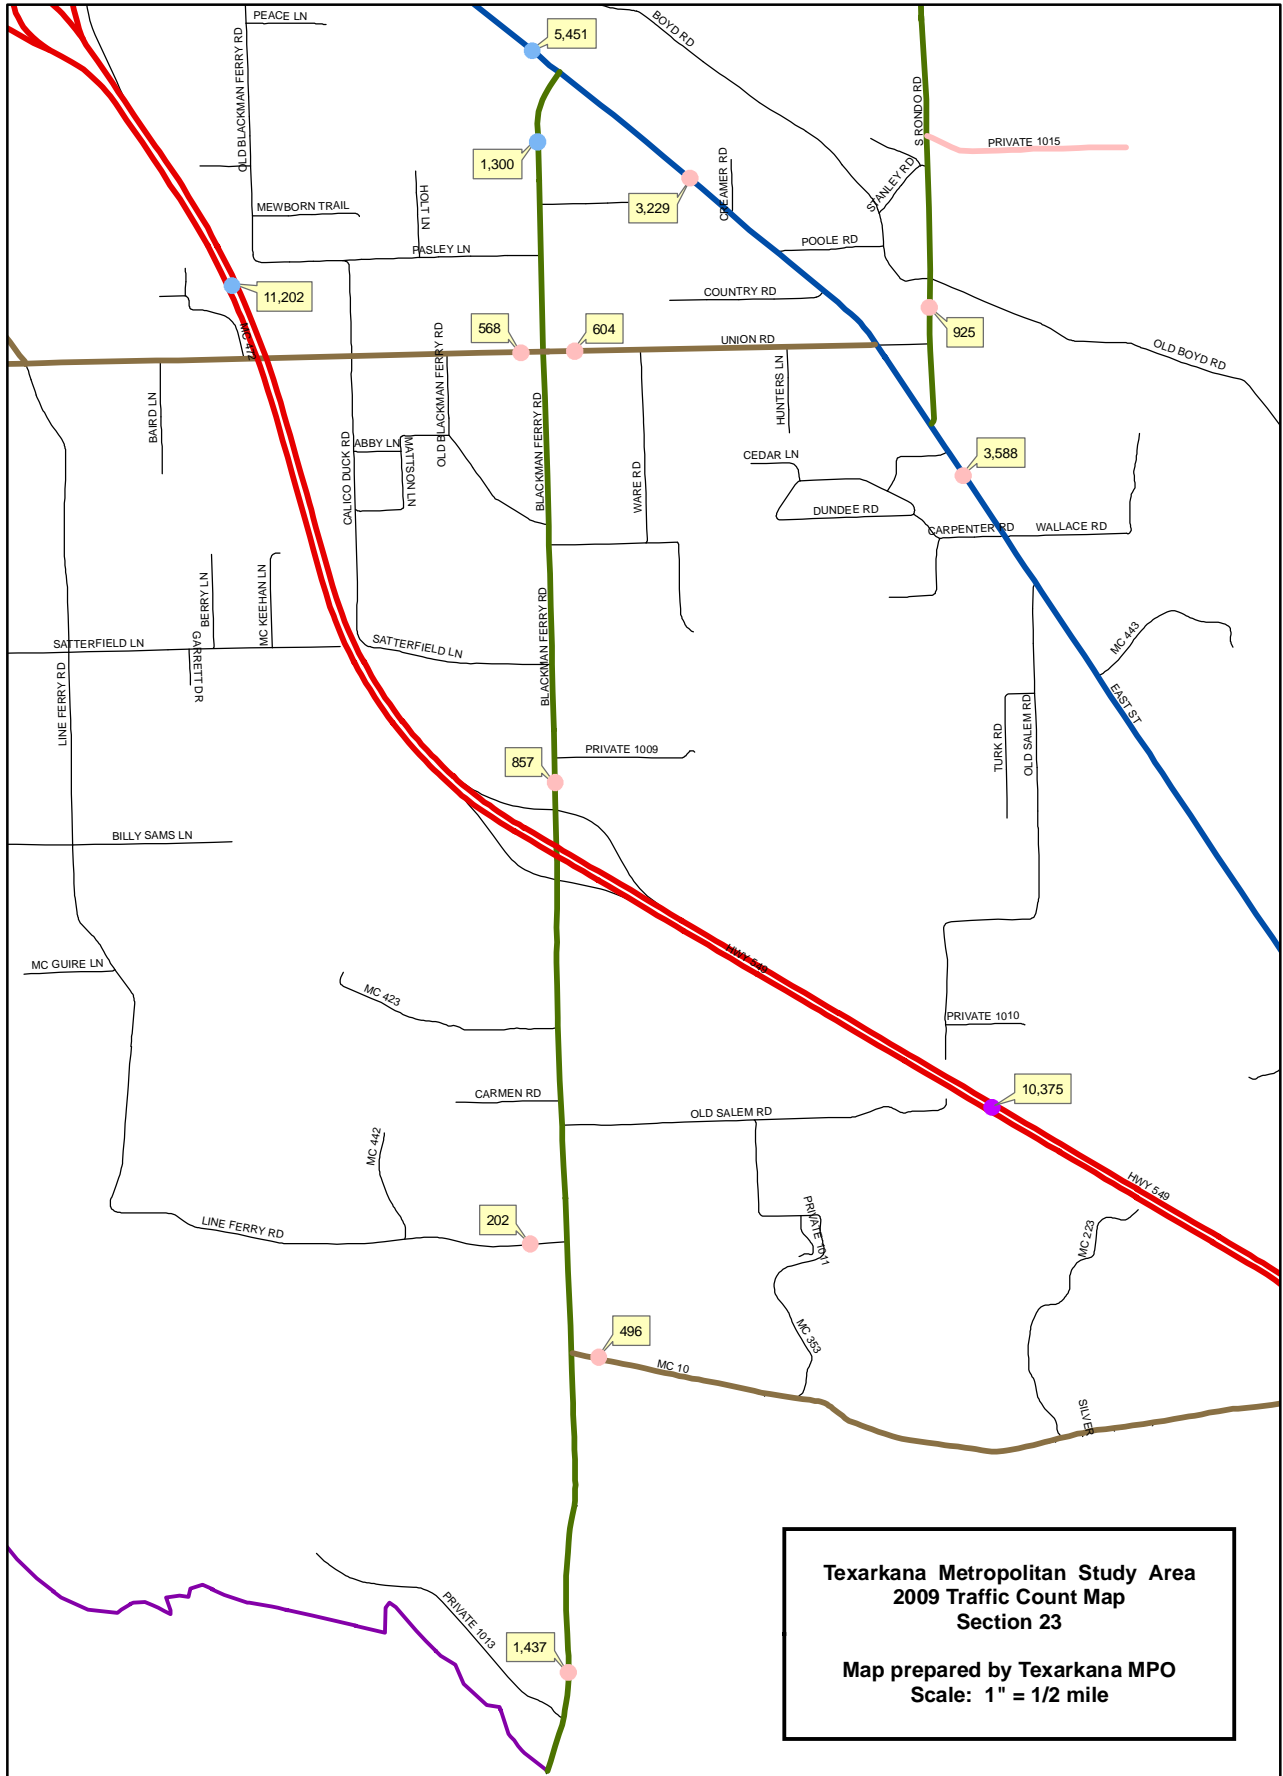 PEACE LN
OLD BLACKMAN FERRY RD
5,451
BOYD RD
S RONDO RD
PRIVATE 1015
1,300
HOLT LN
3,229
CREAMER RD
STANLEY RD
MEWBORN TRAIL
PASLEY LN
POOLE RD
11,202
COUNTRY RD
MC 472
568
604
UNION RD
925
OLD BOYD RD
BAIRD LN
OLD BLACKMAN FERRY RD
HUNTERS LN
CALICO DUCK RD
ABBY LN
MATTSON LN
BLACKMAN FERRY RD
WARE RD
CEDAR LN
3,588
DUNDEE RD
CARPENTER RD
WALLACE RD
N BERRY LN
MC KEEHAN LN
BLACKMAN FERRY RD
SATTERFIELD LN
GARRETT DR
SATTERFIELD LN
MC 443
LINE FERRY RD
EAST ST
TURK RD
OLD SALEM RD
857
PRIVATE 1009
BILLY SAMS LN
HWY 549
MC GUIRE LN
MC 423
PRIVATE 1010
CARMEN RD
10,375
OLD SALEM RD
MC 442
HWY 549
LINE FERRY RD
202
PRIVATE 1011
MC 223
496
MC 353
MC 10
SILVER
PRIVATE 1013
1,437
Texarkana Metropolitan Study Area
2009 Traffic Count Map
Section 23
Map prepared by Texarkana MPO
Scale: 1" = 1/2 mile